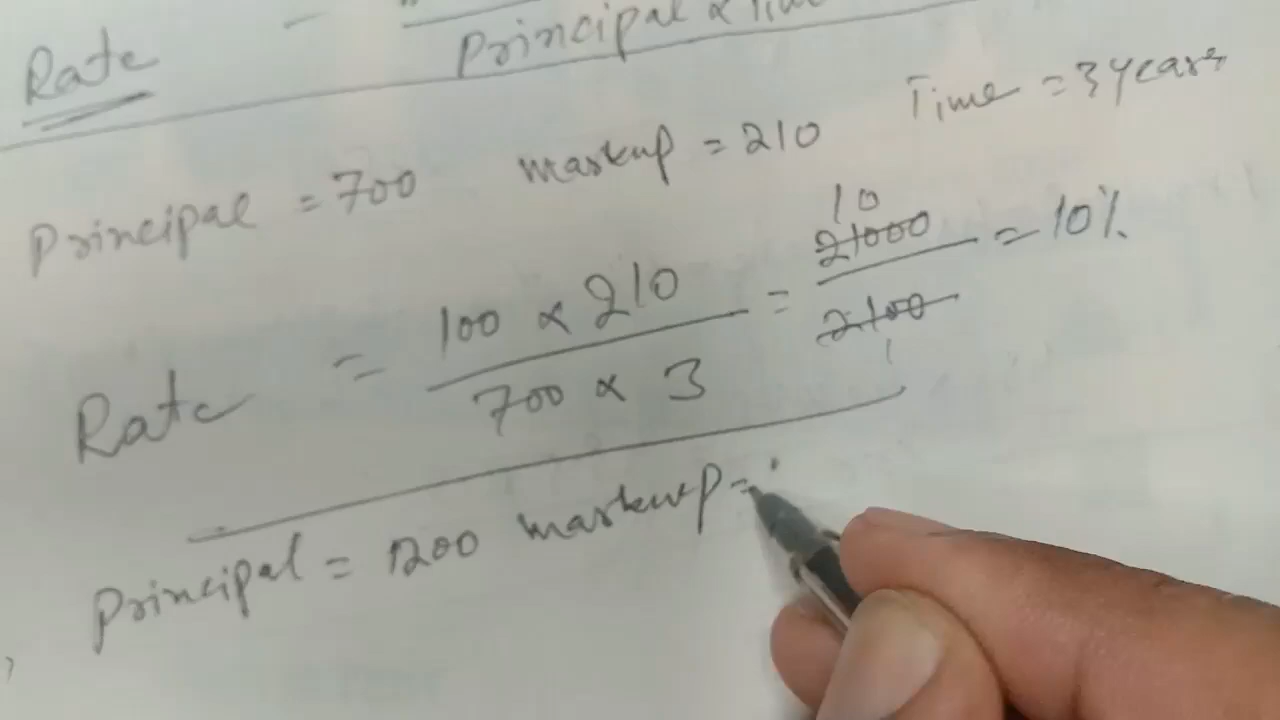 Rate =
Principal x Time
Principal = 700 markup = 210 Time = 3 years
Rate = 100 x 210 / 700 x 3 = 21000 / 2100 = 10%
10
1
Principal = 1200 markup =